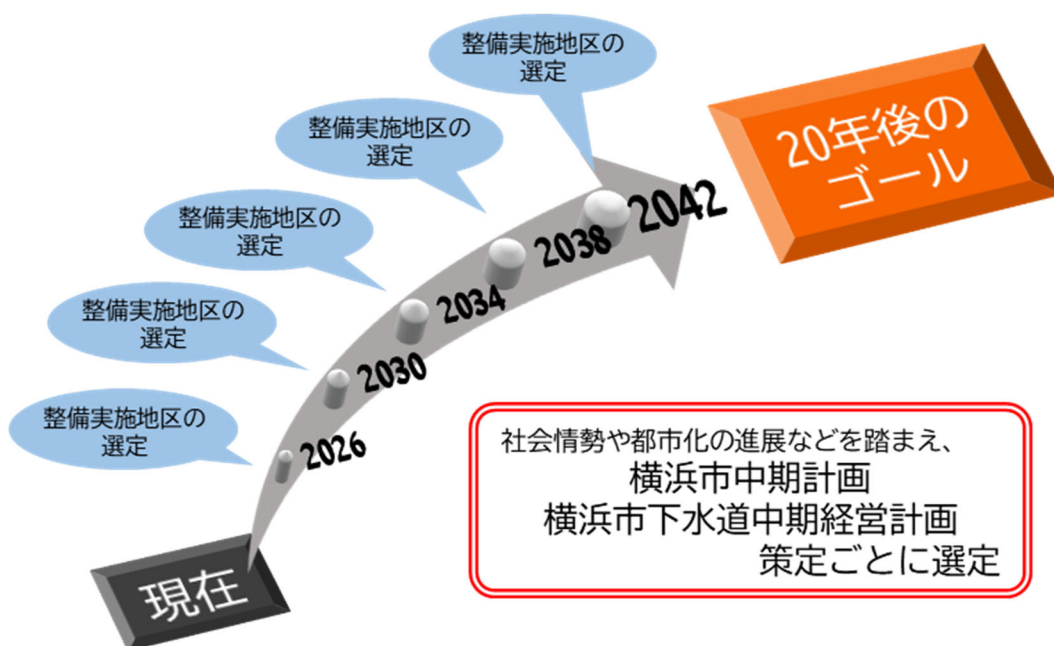 整備実施地区の
選定
整備実施地区の
選定
整備実施地区の
選定
整備実施地区の
選定
整備実施地区の
選定
20年後の
ゴール
2042
2038
2034
2030
2026
現在
社会情勢や都市化の進展などを踏まえ、
横浜市中期計画
横浜市下水道中期経営計画
策定ごとに選定